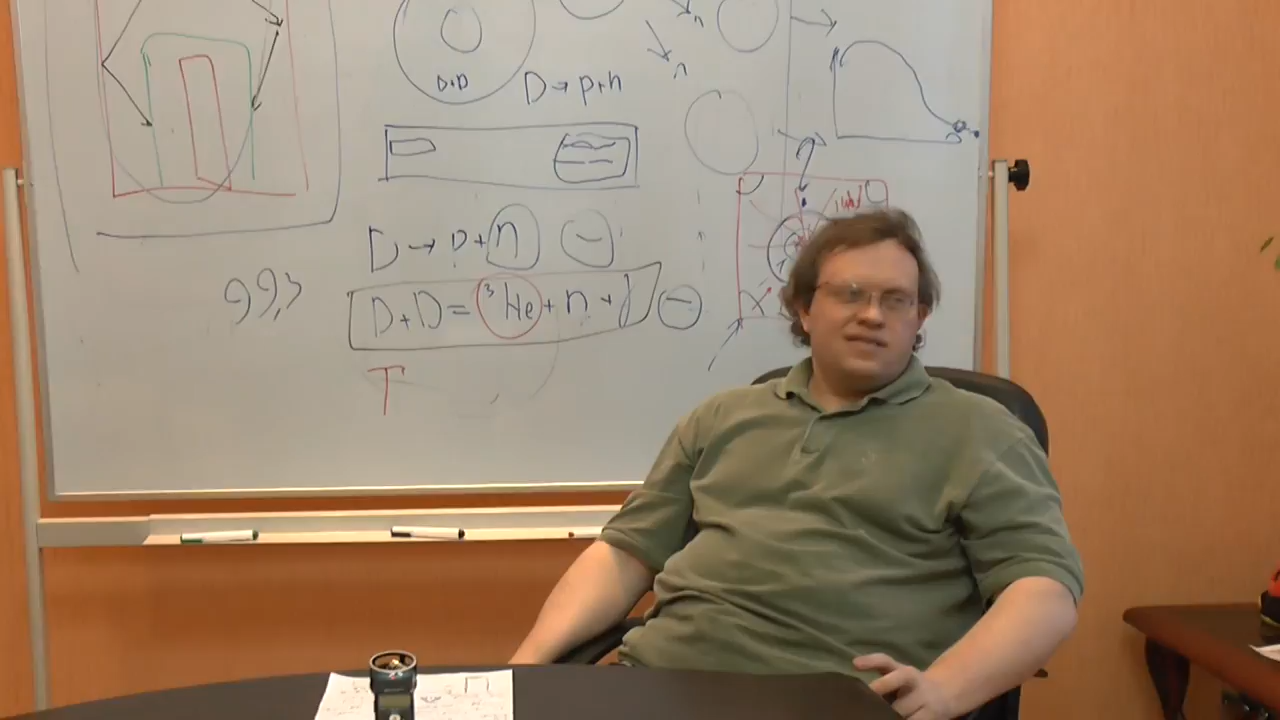 D+D
D→p+n
n
n
D→p+n
D+D=³He+n+γ
99,3
T
X